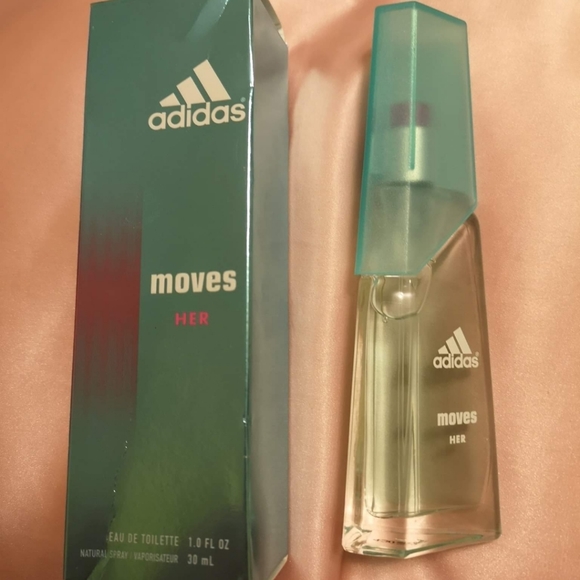 adidas®
moves
HER
EAU DE TOILETTE 1.0 FL OZ
NATURAL SPRAY / VAPORISATEUR 30 mL
adidas®
moves
HER